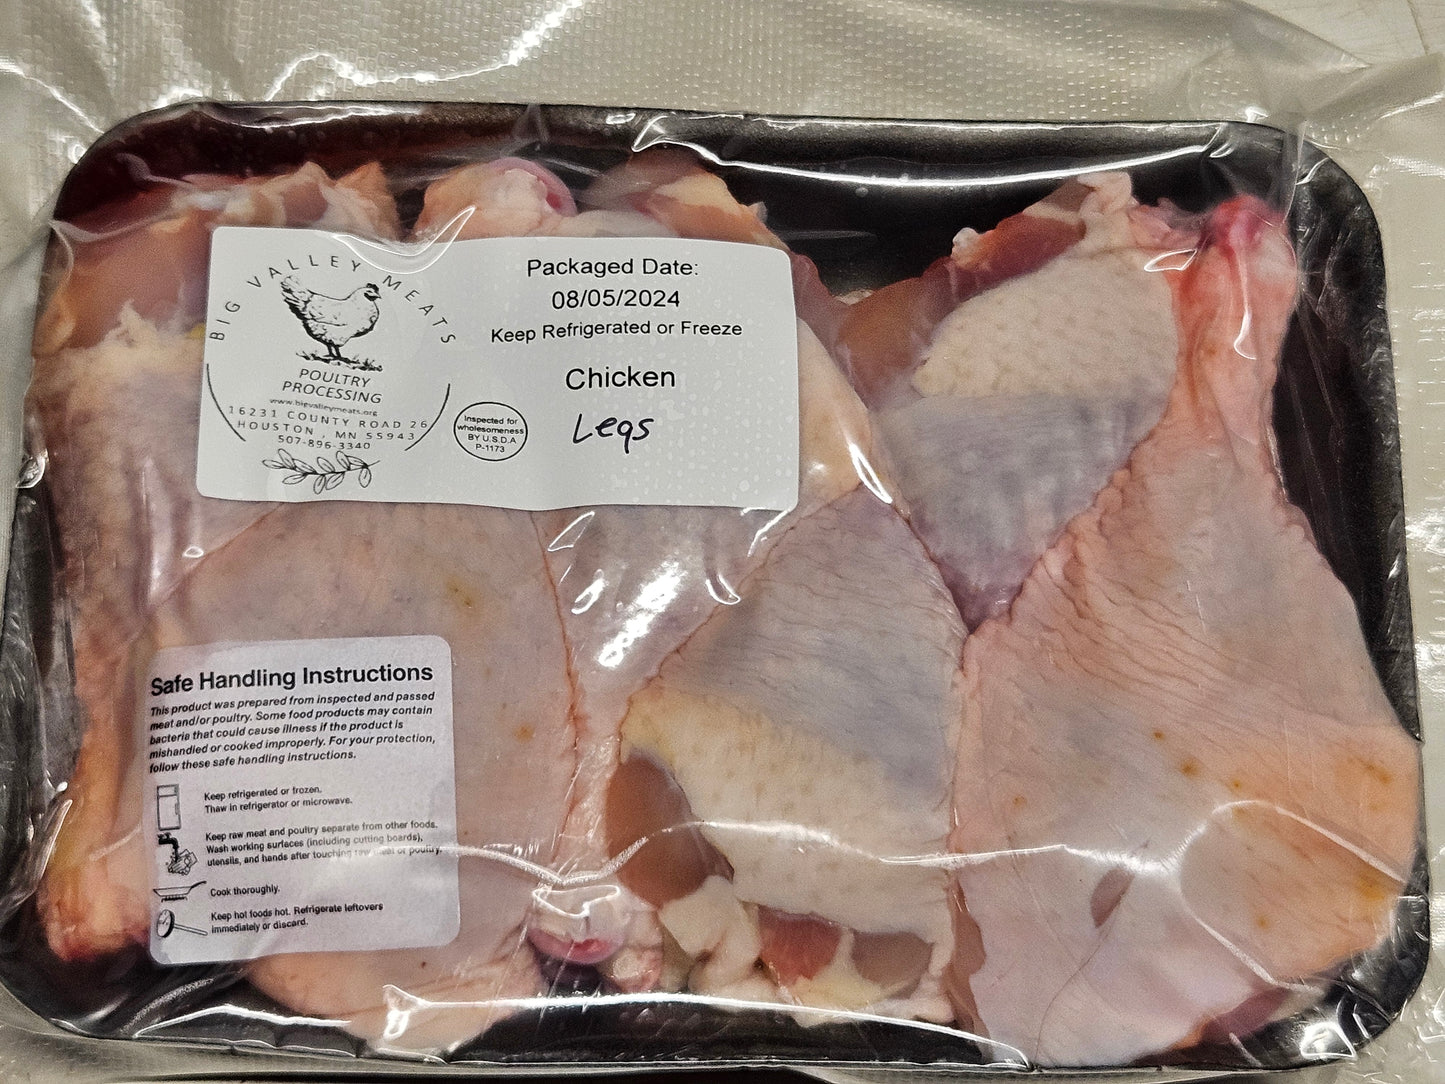 BIG VALLEY MEATS
POULTRY
PROCESSING
www.bigvalleymeats.org
16231 COUNTY ROAD 26
HOUSTON , MN 55943
507-896-3340
Packaged Date:
08/05/2024
Keep Refrigerated or Freeze
Chicken
Legs
Inspected for
wholesomeness
BY U.S.D.A
P-1173
Safe Handling Instructions
This product was prepared from inspected and passed
meat and/or poultry. Some food products may contain
bacteria that could cause illness if the product is
mishandled or cooked improperly. For your protection,
follow these safe handling instructions.
Keep refrigerated or frozen.
Thaw in refrigerator or microwave.
Keep raw meat and poultry separate from other foods.
Wash working surfaces (including cutting boards),
utensils, and hands after touching raw meat or poultry.
Cook thoroughly.
Keep hot foods hot. Refrigerate leftovers
immediately or discard.